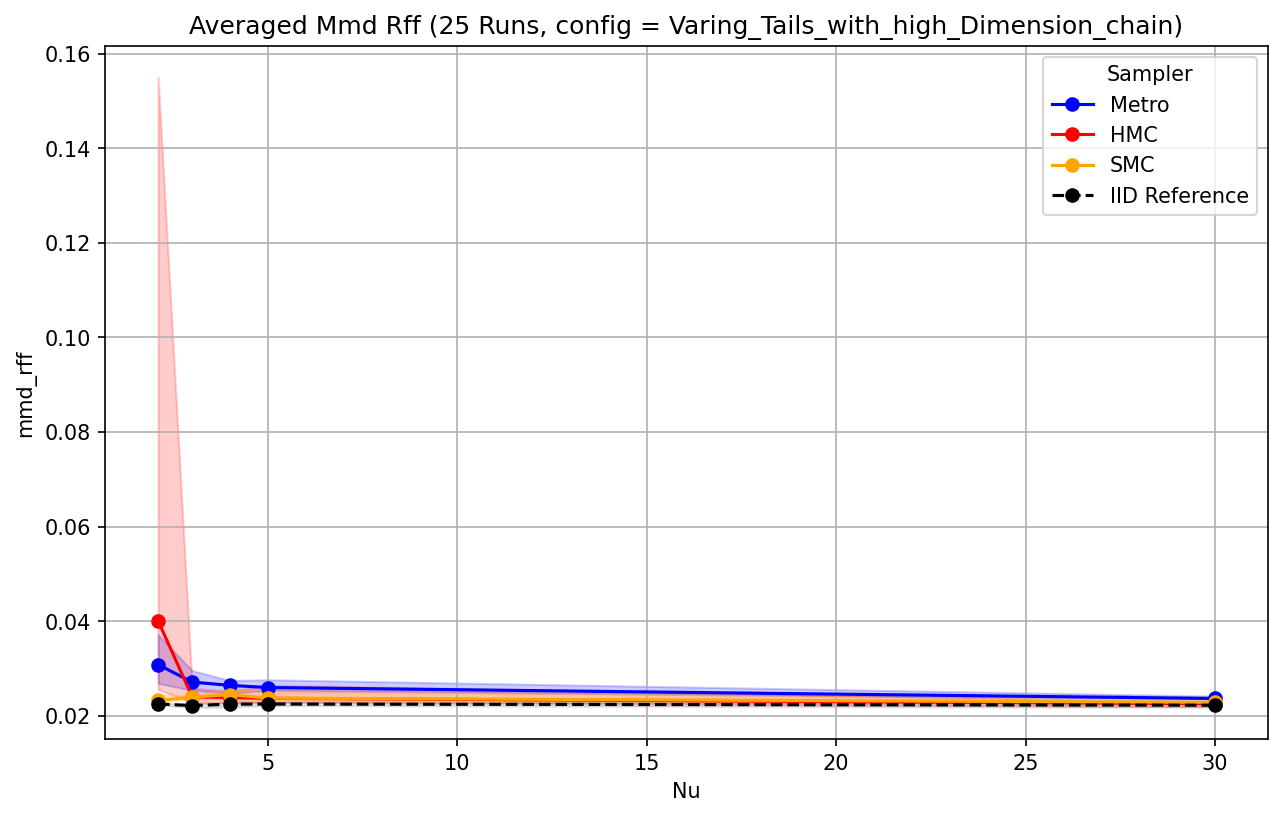 Averaged Mmd Rff (25 Runs, config = Varing_Tails_with_high_Dimension_chain)
0.16
0.14
0.12
0.10
0.08
0.06
0.04
0.02
mmd_rff
Sampler
Metro
HMC
SMC
IID Reference
5
10
15
20
25
30
Nu